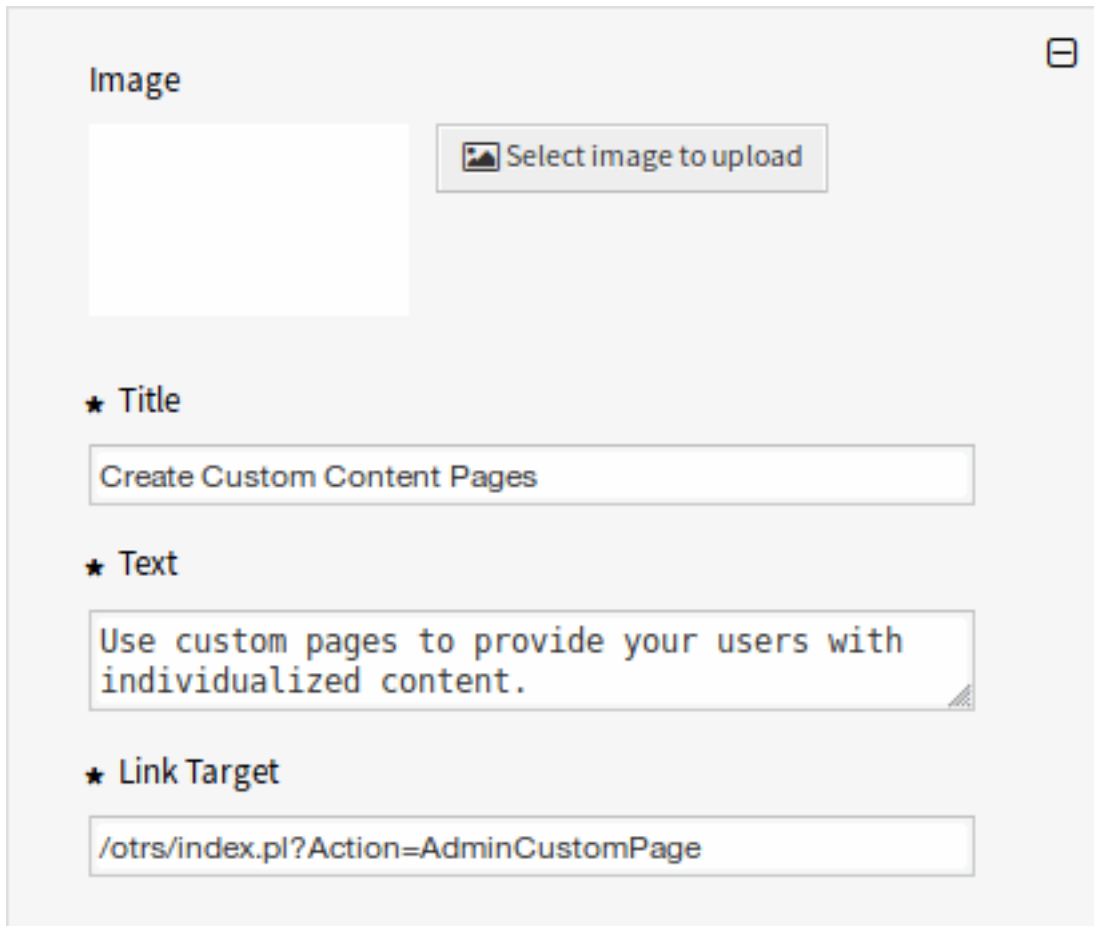 Image
Select image to upload
★ Title
Create Custom Content Pages
★ Text
Use custom pages to provide your users with
individualized content.
★ Link Target
/otrs/index.pl?Action=AdminCustomPage